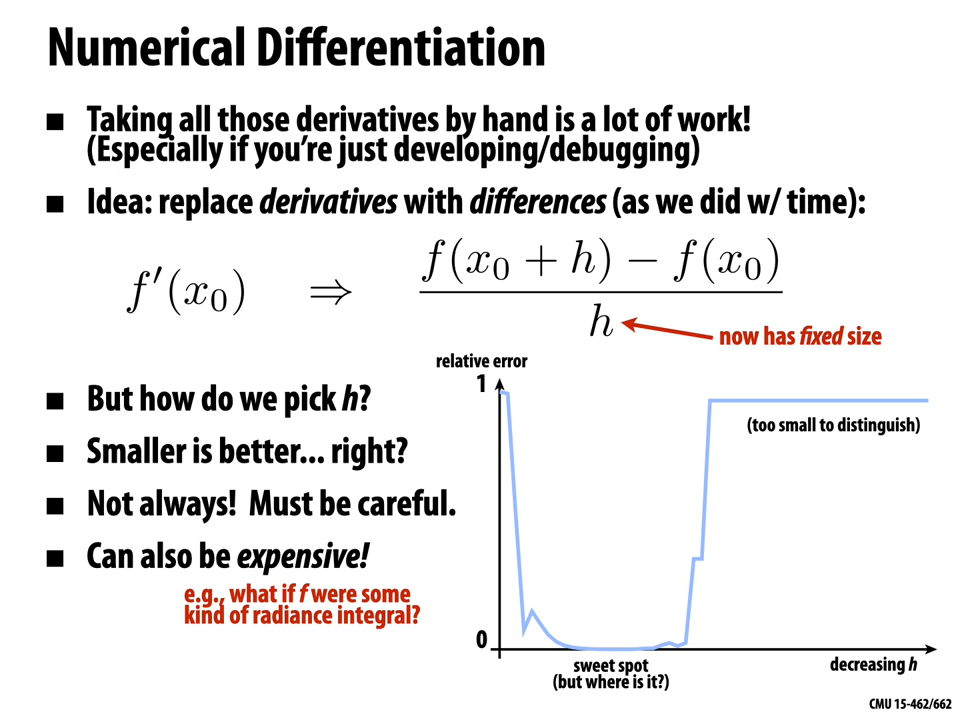 Numerical Differentiation
■ Taking all those derivatives by hand is a lot of work!
(Especially if you’re just developing/debugging)
■ Idea: replace derivatives with differences (as we did w/ time):
f′(x₀) ⇒ f(x₀ + h) − f(x₀)
h
now has fixed size
■ But how do we pick h?
■ Smaller is better... right?
■ Not always! Must be careful.
■ Can also be expensive!
e.g., what if f were some
kind of radiance integral?
relative error
1
(too small to distinguish)
0
sweet spot
(but where is it?)
decreasing h
CMU 15-462/662